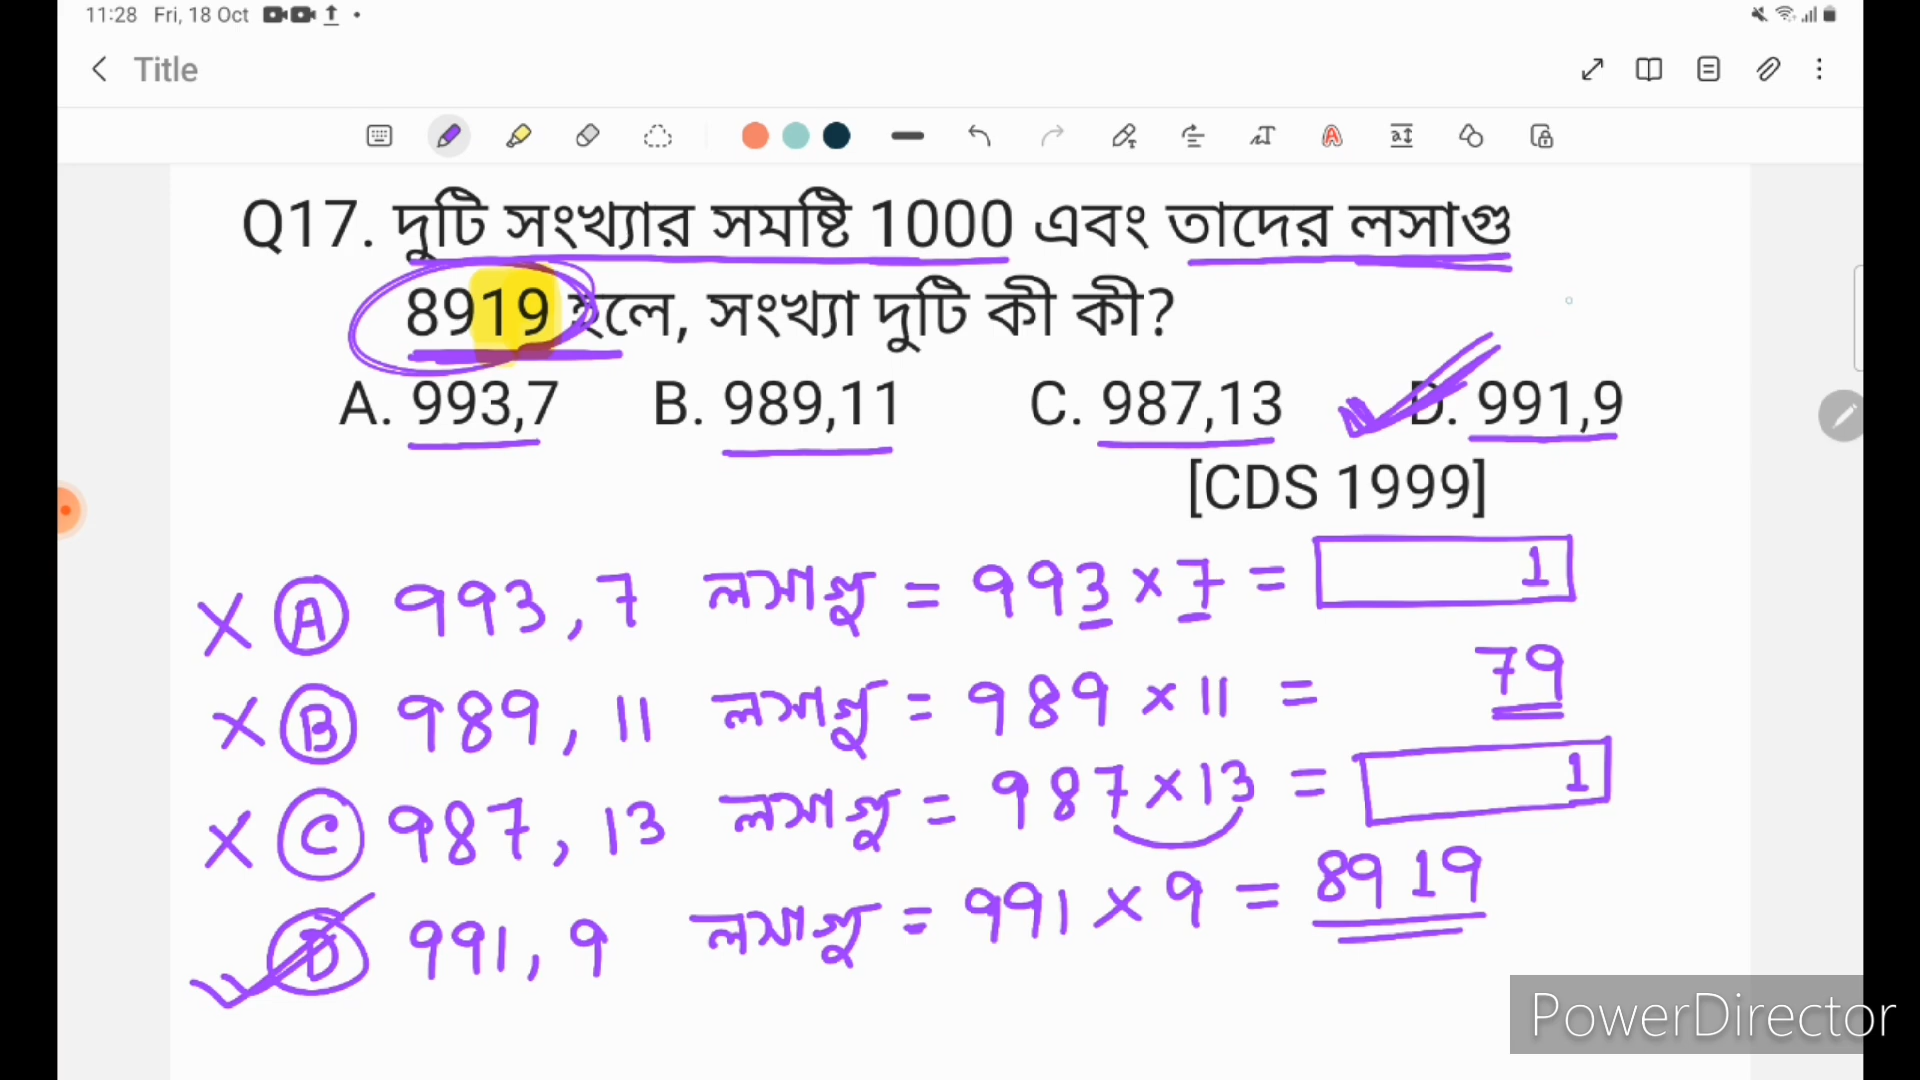 11:28 Fri, 18 Oct
Title
Q17. দুটি সংখ্যার সমষ্টি 1000 এবং তাদের লসাগু
8919 হলে, সংখ্যা দুটি কী কী?
A. 993,7 B. 989,11 C. 987,13 D. 991,9
[CDS 1999]
X A 993, 7 লসাগু = 993 × 7 = 1
X B 989, 11 লসাগু = 989 × 11 = 79
X C 987, 13 লসাগু = 987 × 13 = 1
D 991, 9 লসাগু = 991 × 9 = 8919
PowerDirector